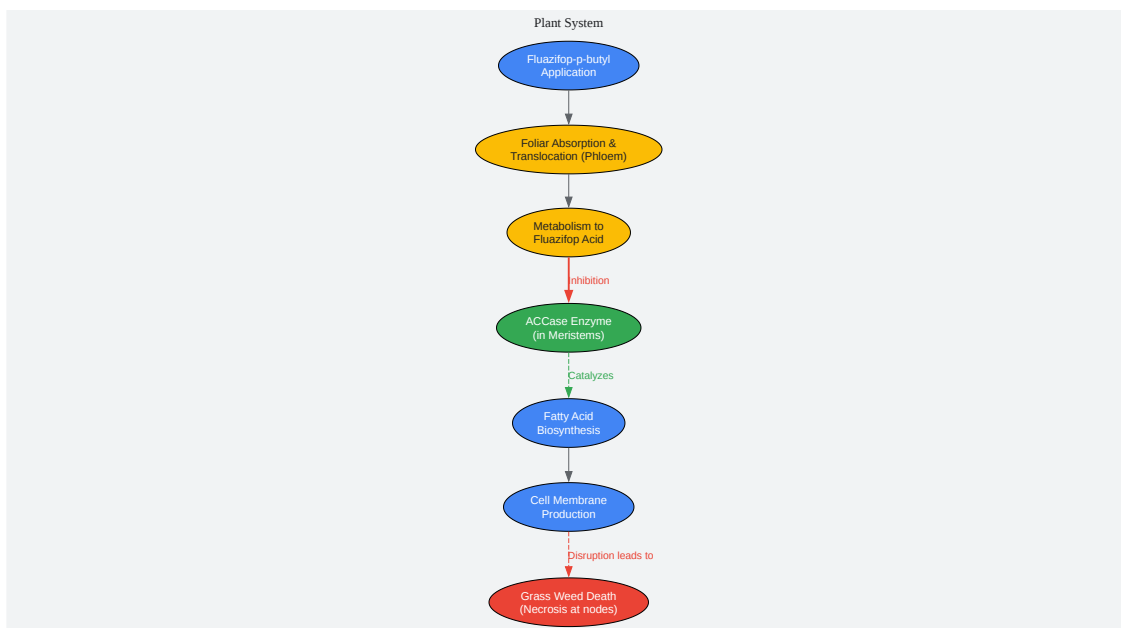 Plant System
Fluazifop-p-butyl
Application
Foliar Absorption &
Translocation (Phloem)
Metabolism to
Fluazifop Acid
Inhibition
ACCase Enzyme
(in Meristems)
Catalyzes
Fatty Acid
Biosynthesis
Cell Membrane
Production
Disruption leads to
Grass Weed Death
(Necrosis at nodes)